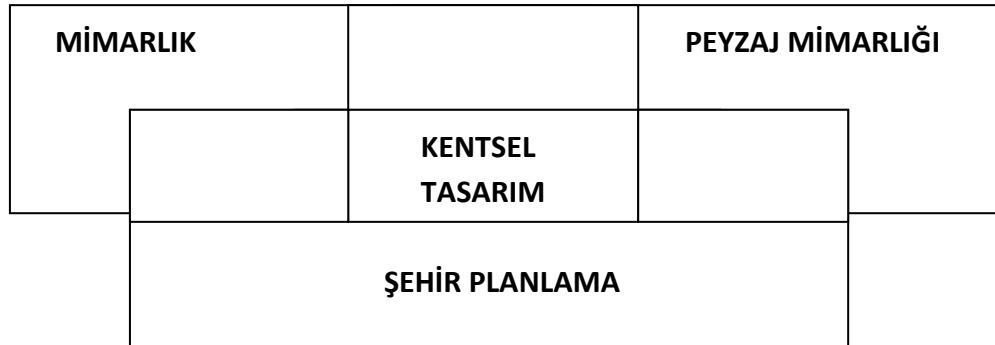 MİMARLIK
PEYZAJ MİMARLIĞI
KENTSEL
TASARIM
ŞEHİR PLANLAMA